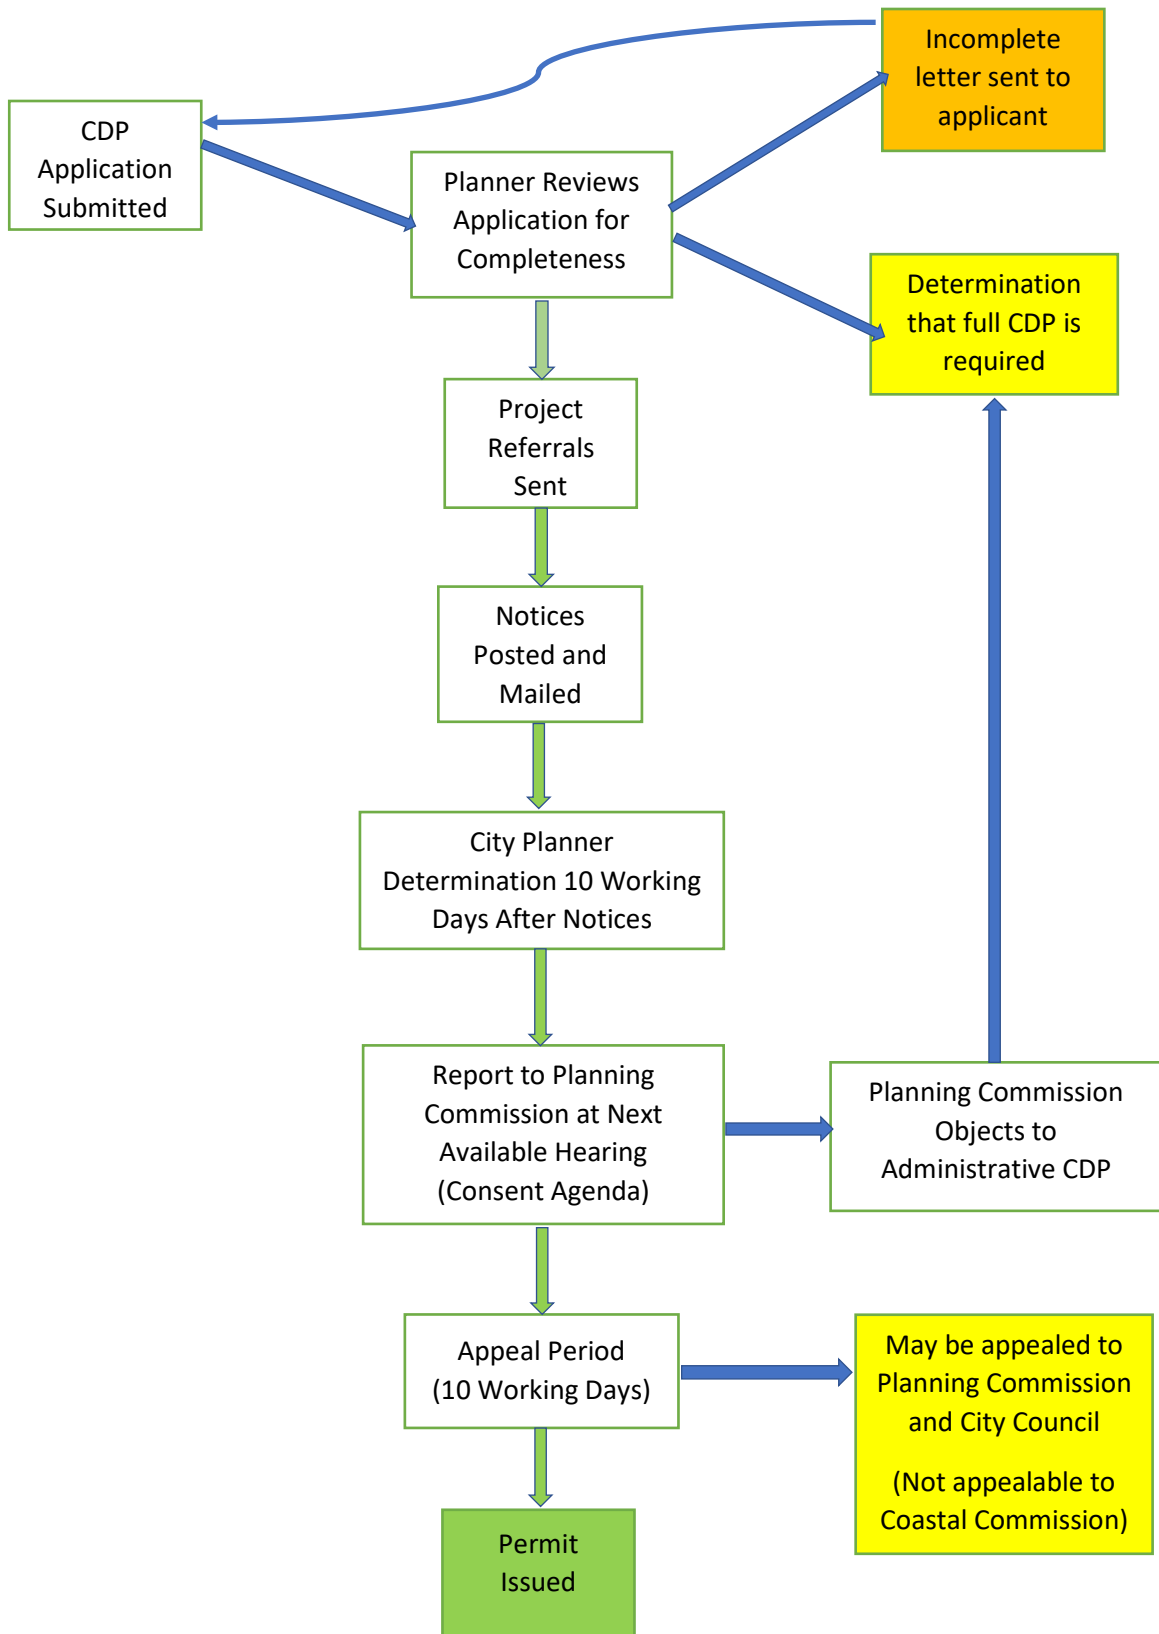 Incomplete
letter sent to
applicant
CDP
Application
Submitted
Planner Reviews
Application for
Completeness
Determination
that full CDP is
required
Project
Referrals
Sent
Notices
Posted and
Mailed
City Planner
Determination 10 Working
Days After Notices
Report to Planning
Commission at Next
Available Hearing
(Consent Agenda)
Planning Commission
Objects to
Administrative CDP
Appeal Period
(10 Working Days)
May be appealed to
Planning Commission
and City Council
(Not appealable to
Coastal Commission)
Permit
Issued